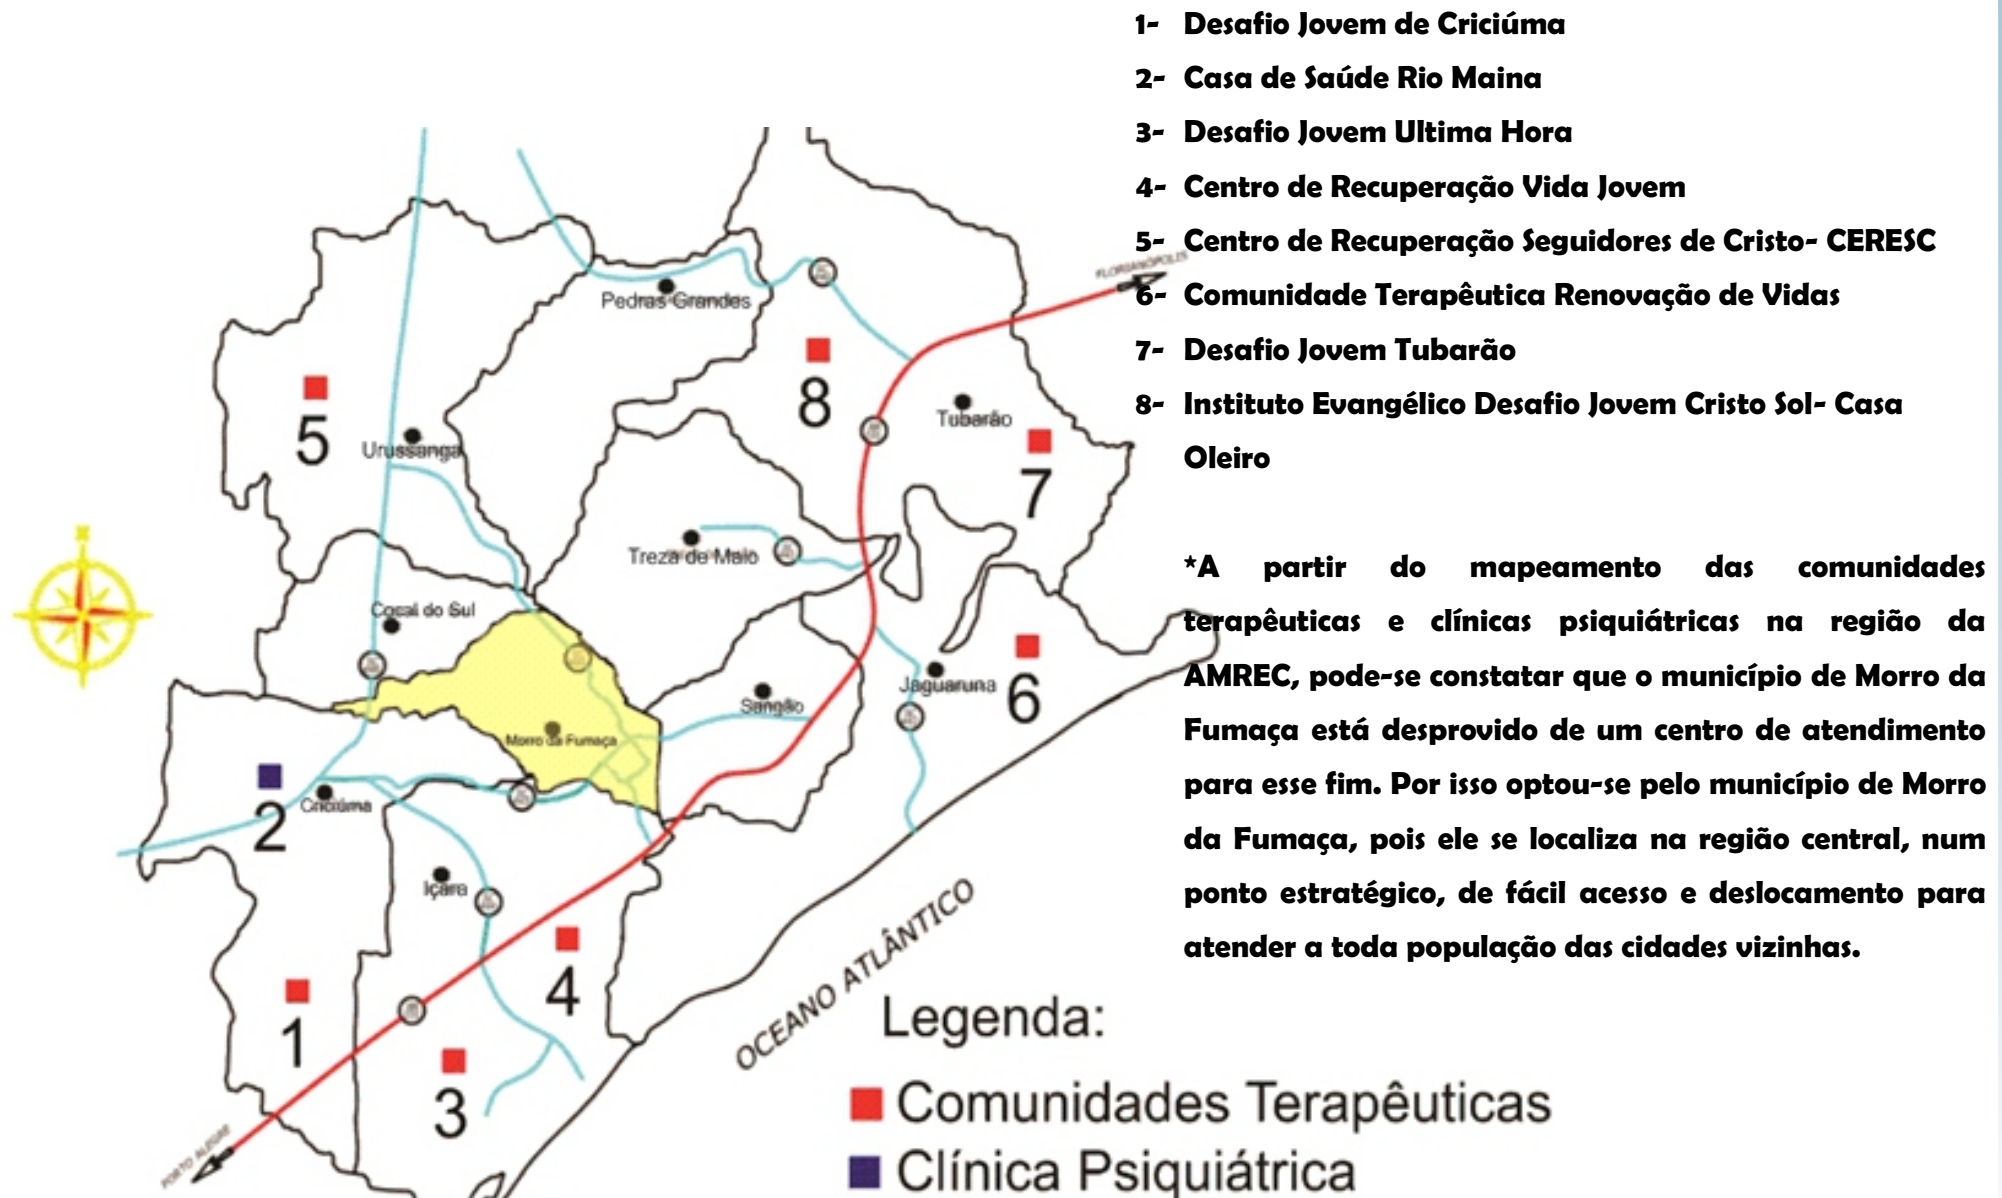 1- Desafio Jovem de Criciúma
2- Casa de Saúde Rio Maina
3- Desafio Jovem Ultima Hora
4- Centro de Recuperação Vida Jovem
5- Centro de Recuperação Seguidores de Cristo- CERESC
6- Comunidade Terapêutica Renovação de Vidas
7- Desafio Jovem Tubarão
8- Instituto Evangélico Desafio Jovem Cristo Sol- Casa
Oleiro
*A partir do mapeamento das comunidades
terapêuticas e clínicas psiquiátricas na região da
AMREC, pode-se constatar que o município de Morro da
Fumaça está desprovido de um centro de atendimento
para esse fim. Por isso optou-se pelo município de Morro
da Fumaça, pois ele se localiza na região central, num
ponto estratégico, de fácil acesso e deslocamento para
atender a toda população das cidades vizinhas.
FLORIANÓPOLIS
Pedras Grandes
8
5
Tubarão
Urussanga
7
N
Treza de Maio
Cocal do Sul
Jaguaruna
6
Sangão
Morro da Fumaça
2
Criciúma
Içara
4
OCEANO ATLÂNTICO
1
3
PORTO ALEGRE
Legenda:
Comunidades Terapêuticas
Clínica Psiquiátrica